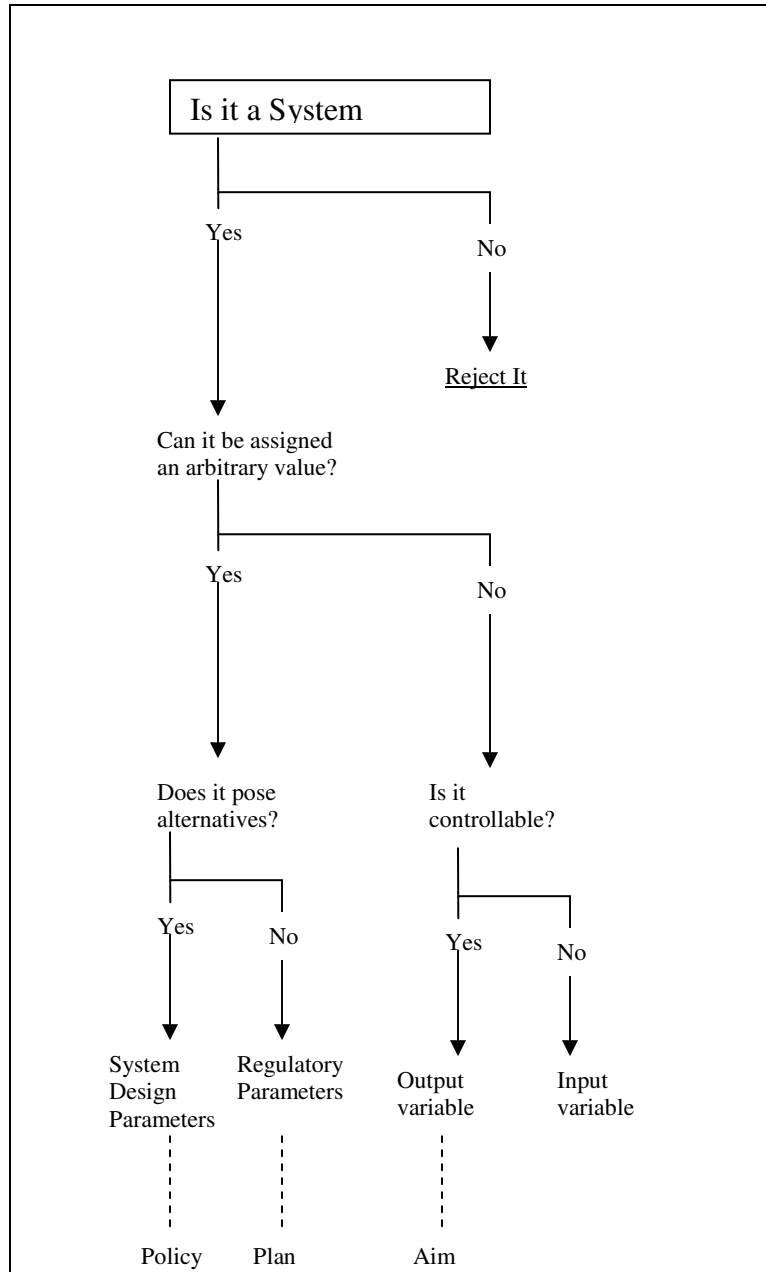 Is it a System
Yes
No
Reject It
Can it be assigned
an arbitrary value?
Yes
No
Does it pose
alternatives?
Is it
controllable?
Yes
No
Yes
No
System
Design
Parameters
Regulatory
Parameters
Output
variable
Input
variable
Policy
Plan
Aim